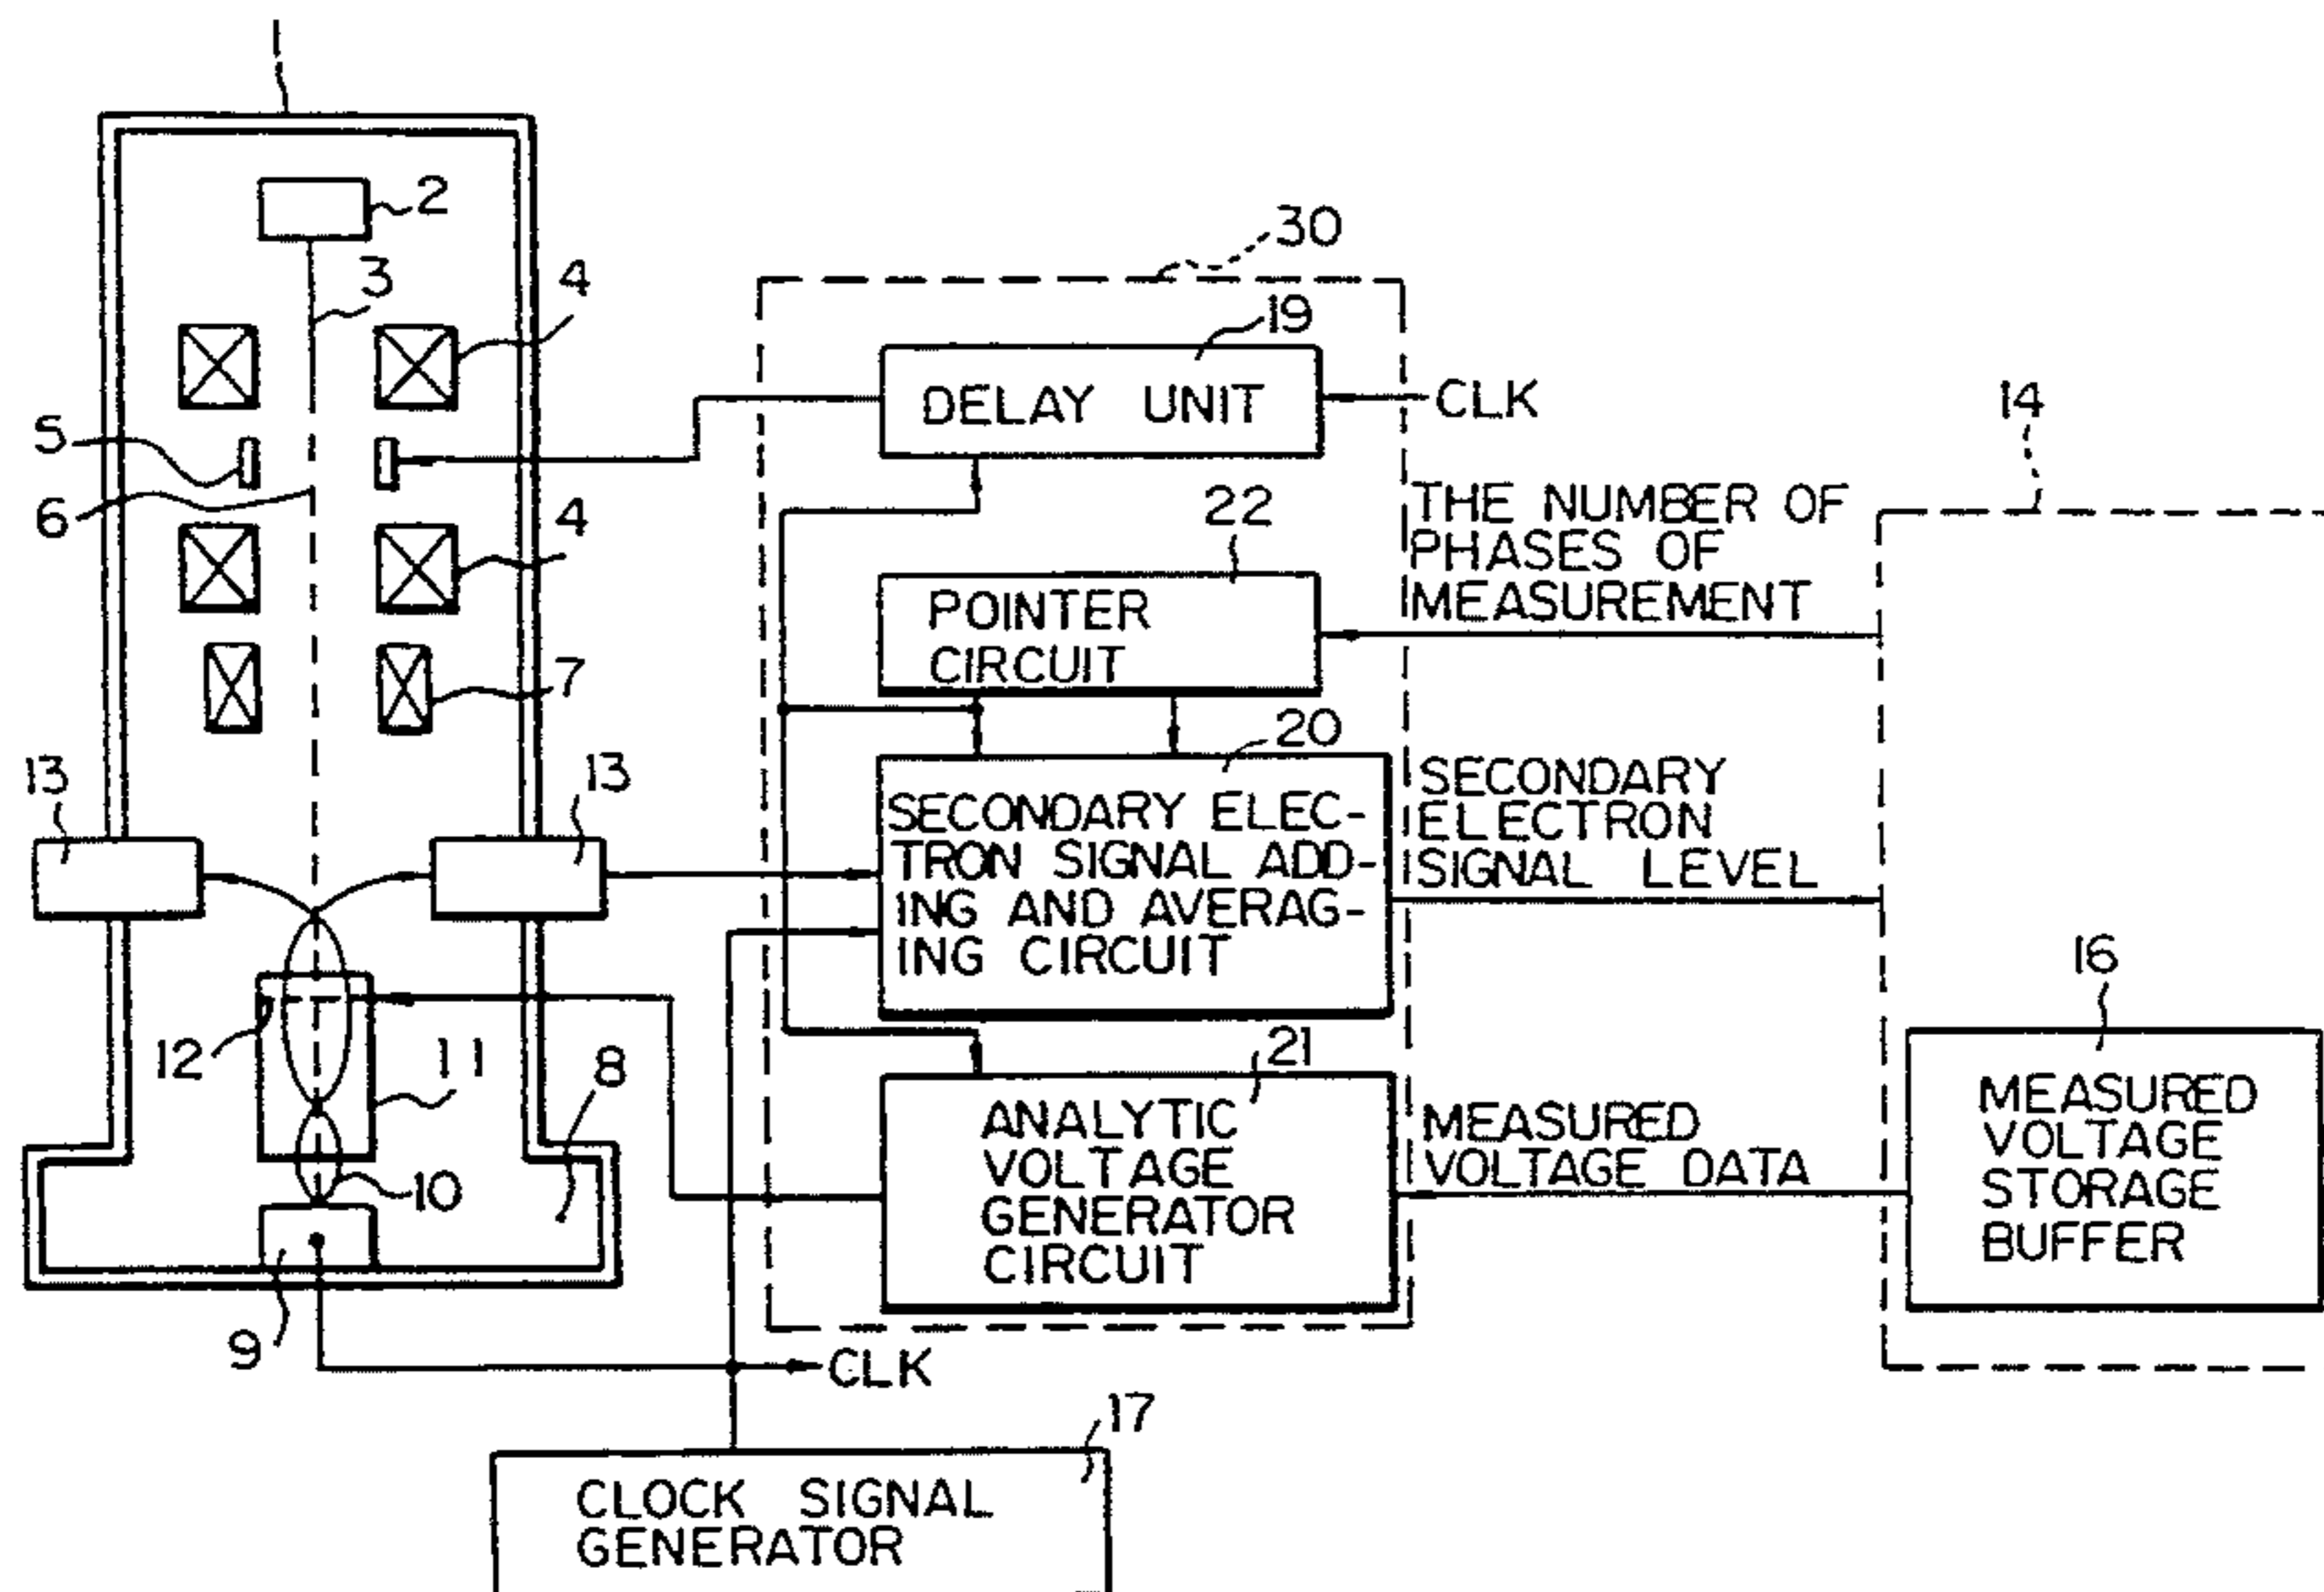 2
3
4
30
19
DELAY UNIT
CLK
14
5
6
4
22
THE NUMBER OF
PHASES OF
MEASUREMENT
POINTER
CIRCUIT
7
20
13
13
SECONDARY
ELECTRON
SIGNAL LEVEL
SECONDARY ELEC-
TRON SIGNAL ADD-
ING AND AVERAG-
ING CIRCUIT
16
12
11
8
21
ANALYTIC
VOLTAGE
GENERATOR
CIRCUIT
MEASURED
VOLTAGE DATA
MEASURED
VOLTAGE
STORAGE
BUFFER
10
9
CLK
17
CLOCK SIGNAL
GENERATOR